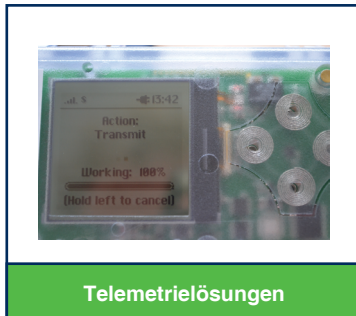 13:42
Action:
Transmit
Working: 100%
[Hold left to cancel]
Telemetrielösungen